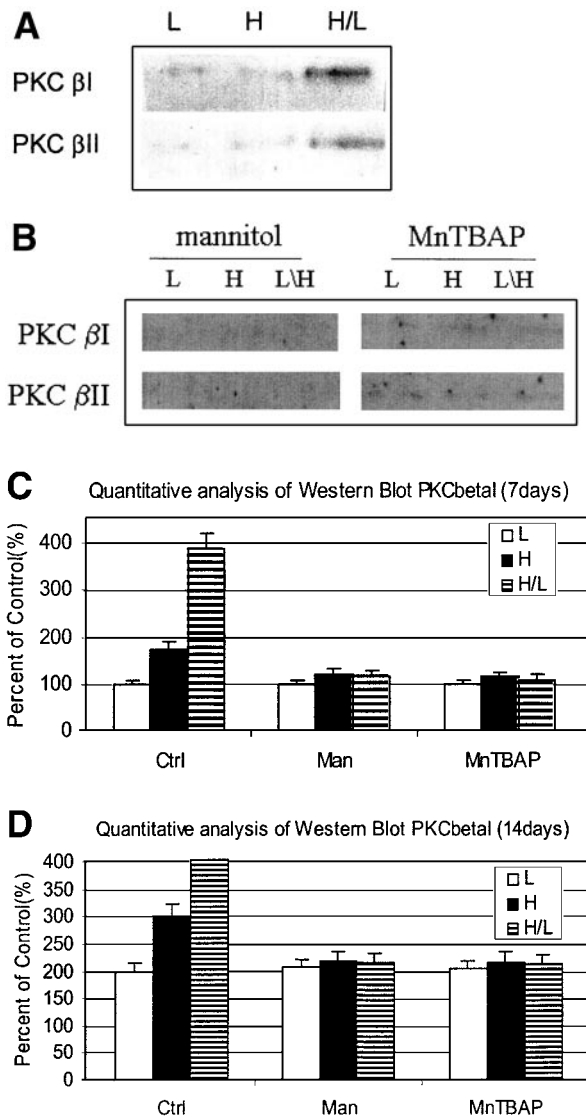 A
L H H/L
PKC βI
PKC βII
B
mannitol MnTBAP
L H L\H L H L\H
PKC βI
PKC βII
C
Quantitative analysis of Western Blot PKCbetaI (7days)
Percent of Control(%)
400
300
200
100
0
L
H
H/L
Ctrl Man MnTBAP
D
Quantitative analysis of Western Blot PKCbetaI (14days)
Percent of Control(%)
400
350
300
250
200
150
100
50
0
L
H
H/L
Ctrl Man MnTBAP